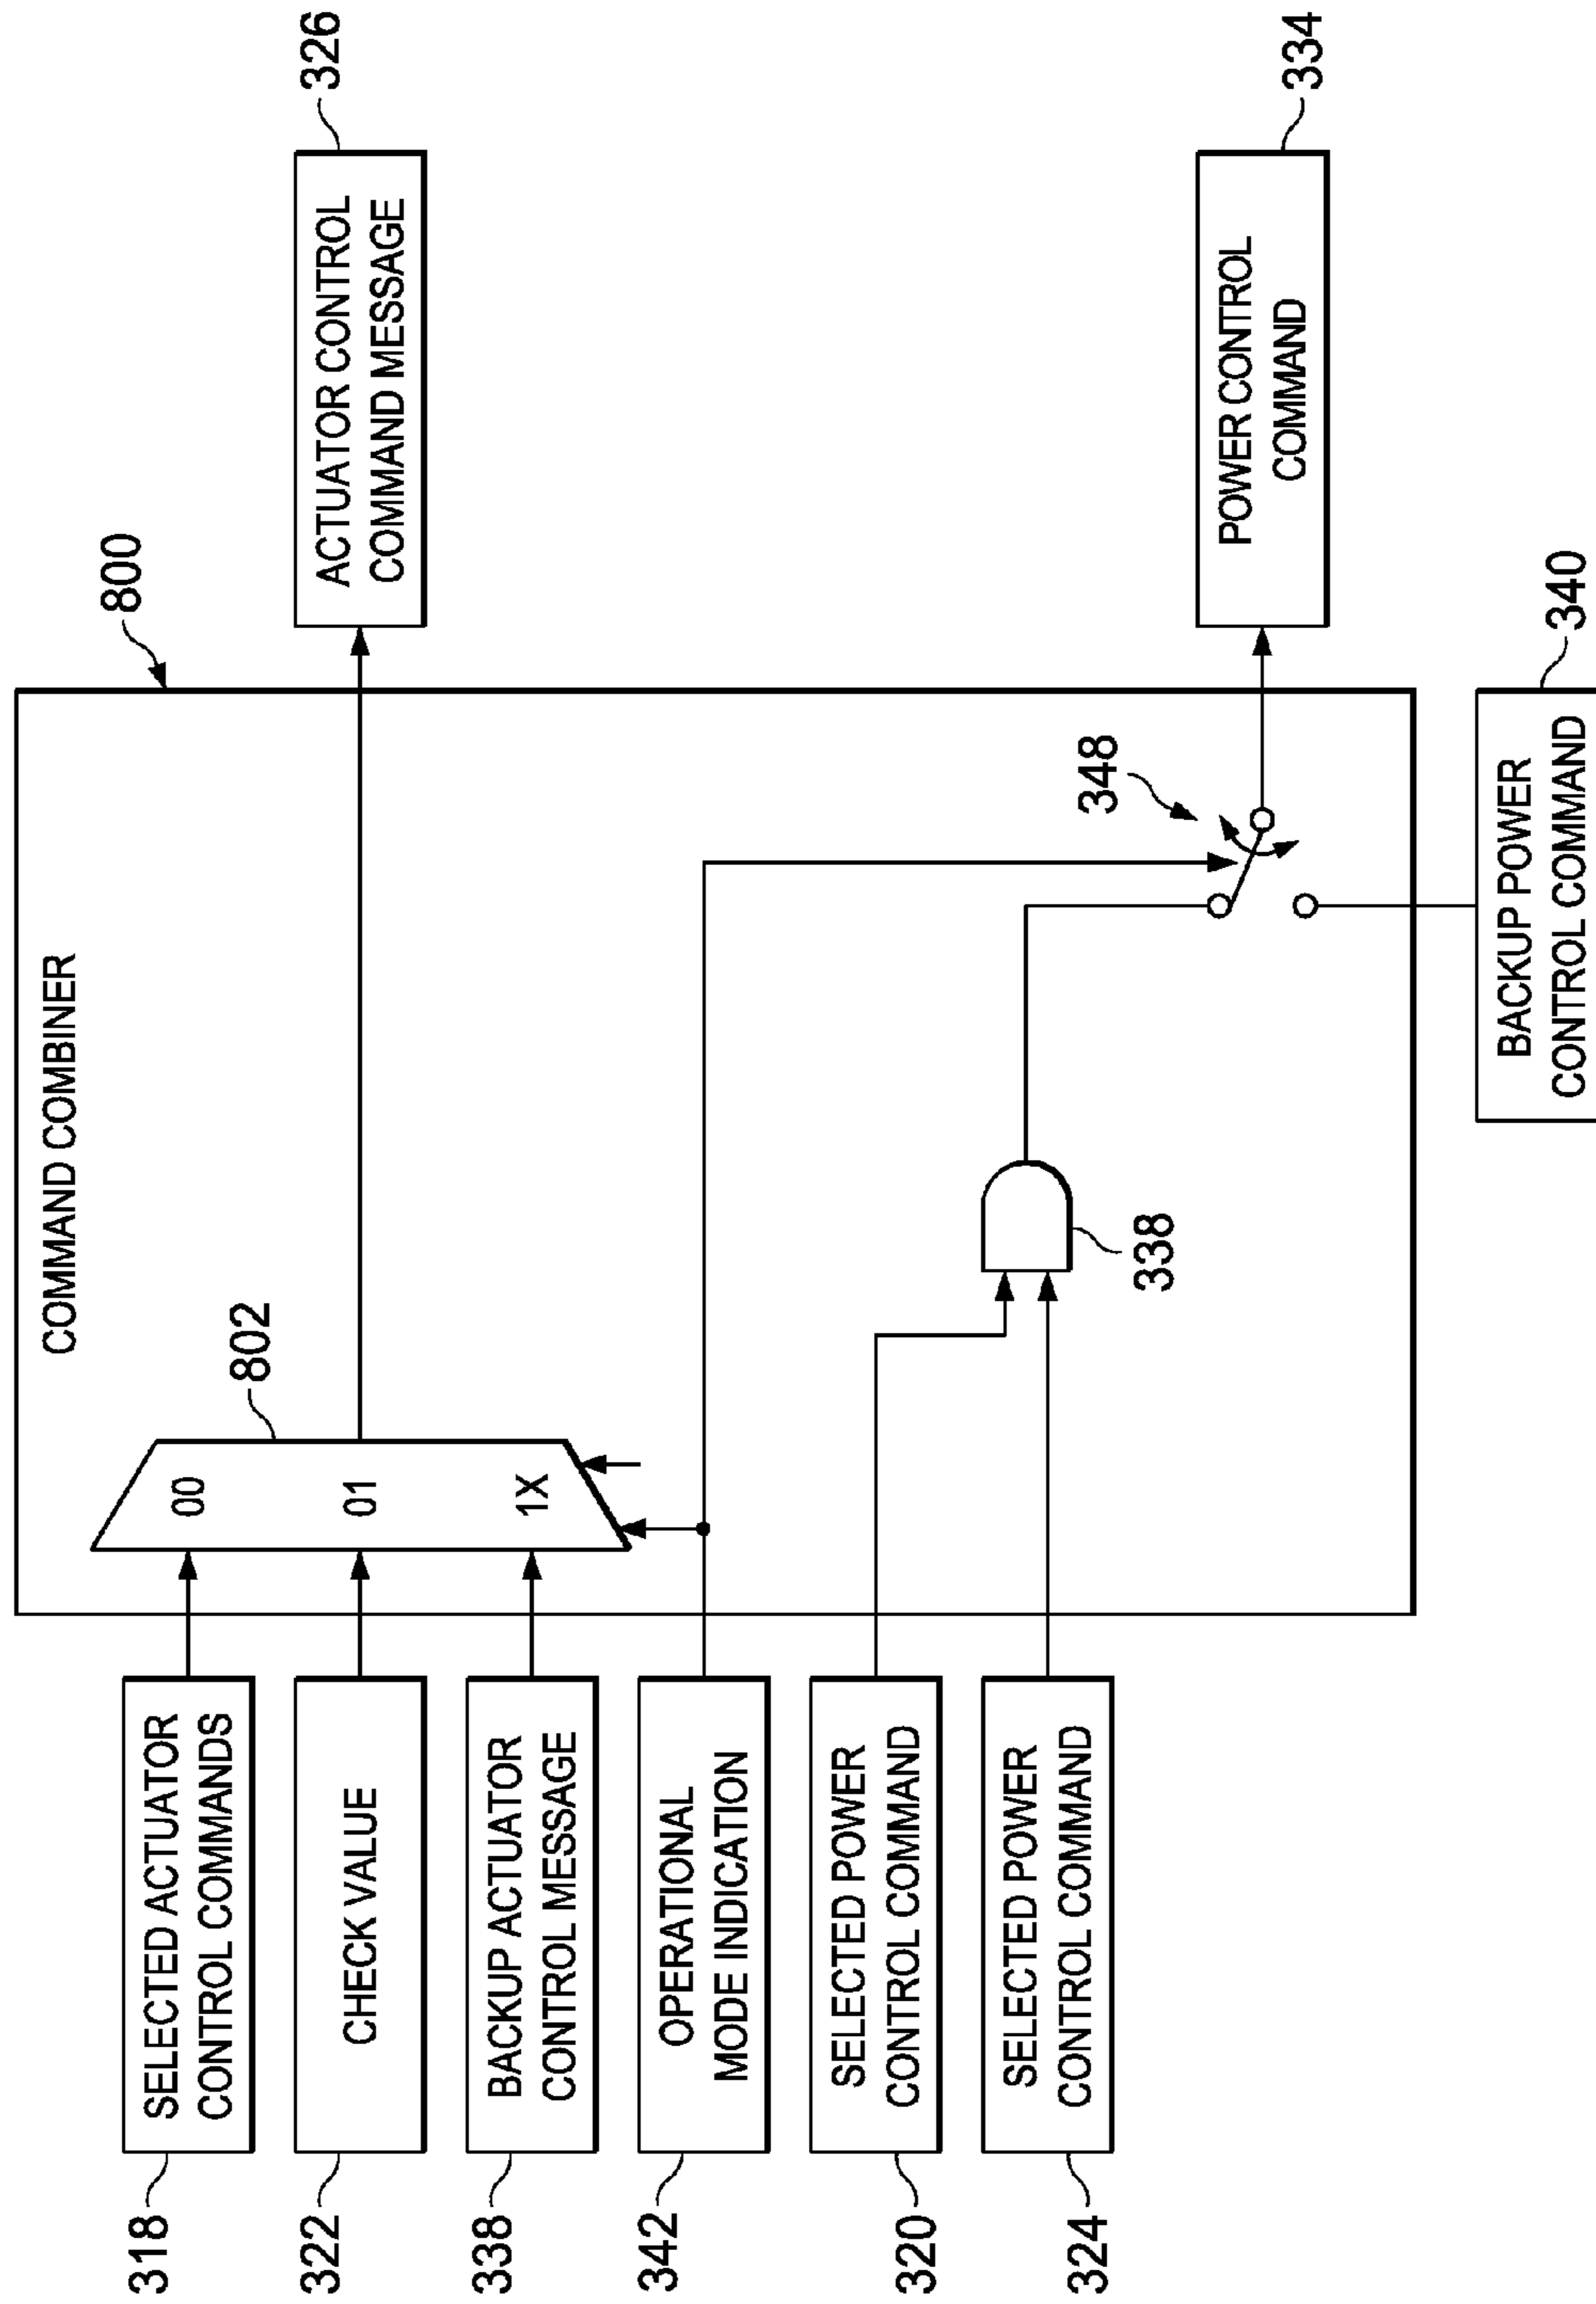 800
COMMAND COMBINER
318
SELECTED ACTUATOR
CONTROL COMMANDS
322
CHECK VALUE
338
BACKUP ACTUATOR
CONTROL MESSAGE
342
OPERATIONAL
MODE INDICATION
320
SELECTED POWER
CONTROL COMMAND
324
SELECTED POWER
CONTROL COMMAND
802
00
01
1X
338
348
326
ACTUATOR CONTROL
COMMAND MESSAGE
334
POWER CONTROL
COMMAND
340
BACKUP POWER
CONTROL COMMAND